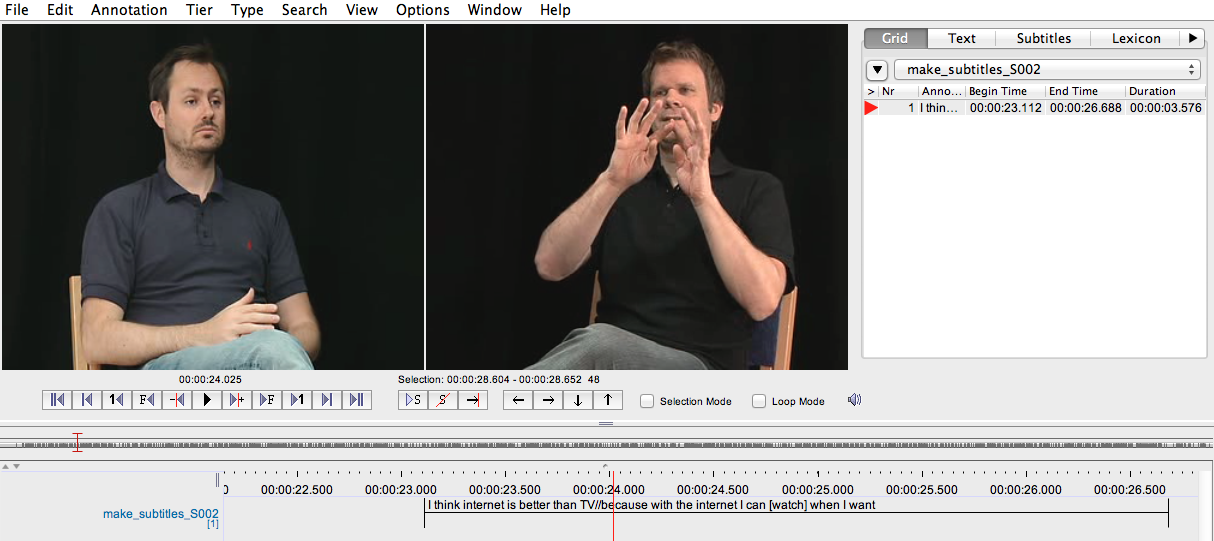 File Edit Annotation Tier Type Search View Options Window Help
Grid Text Subtitles Lexicon
make_subtitles_S002
> Nr Anno... Begin Time End Time Duration
1 I thin... 00:00:23.112 00:00:26.688 00:00:03.576
00:00:24.025 Selection: 00:00:28.604 - 00:00:28.652 48
1 F S S F 1 Selection Mode Loop Mode
0 00:00:22.500 00:00:23.000 00:00:23.500 00:00:24.000 00:00:24.500 00:00:25.000 00:00:25.500 00:00:26.000 00:00:26.500
I think internet is better than TV//because with the internet I can [watch] when I want
make_subtitles_S002
[1]